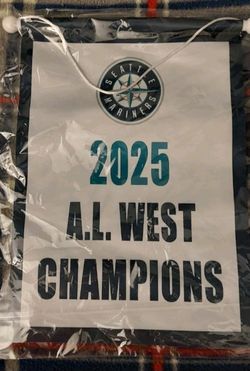 SEATTLE
MARINERS
2025
A.L. WEST
CHAMPIONS